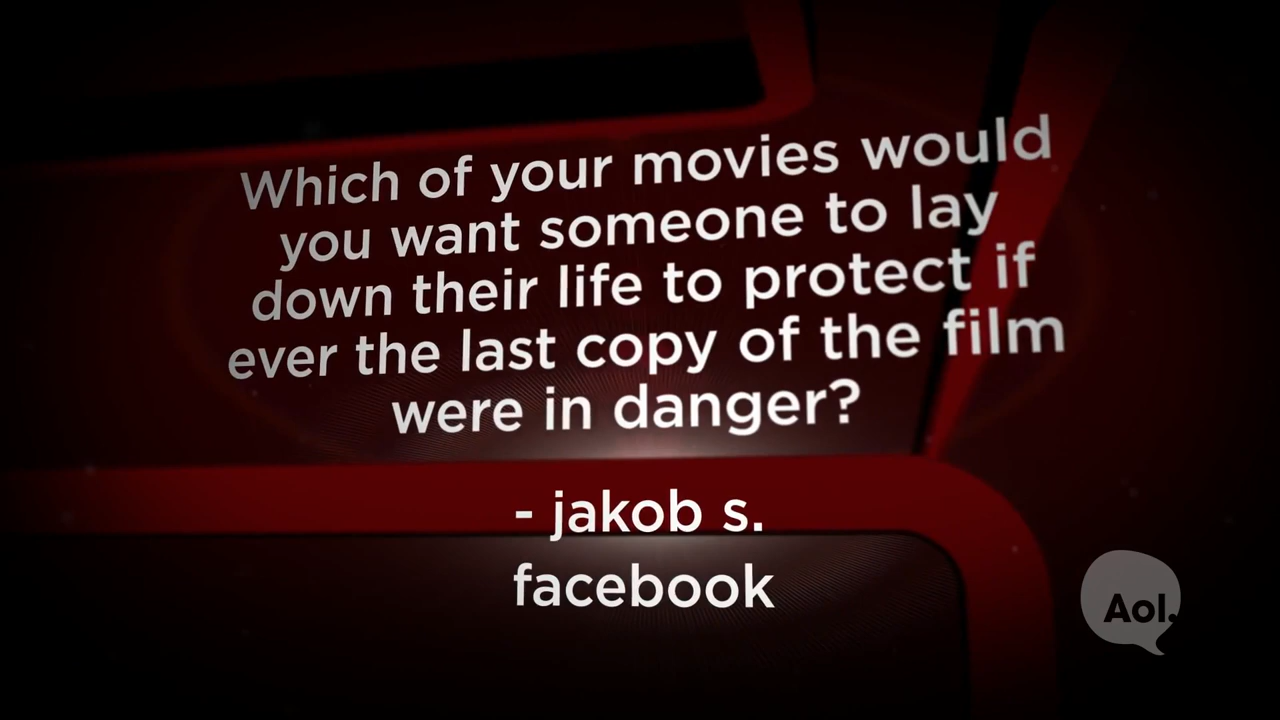 Which of your movies would
you want someone to lay
down their life to protect if
ever the last copy of the film
were in danger?
- jakob s.
facebook
Aol.